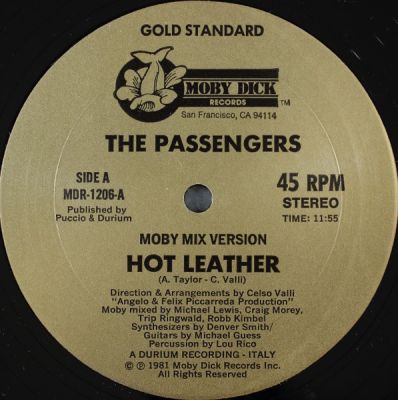 GOLD STANDARD
MOBY DICK
RECORDS
TM
San Francisco, CA 94114
THE PASSENGERS
SIDE A
MDR-1206-A
Published by
Puccio & Durium
45 RPM
STEREO
TIME: 11:55
MOBY MIX VERSION
HOT LEATHER
(A. Taylor - C. Valli)
Direction & Arrangements by Celso Valli
"Angelo & Felix Piccarreda Production"
Moby mixed by Michael Lewis, Craig Morey,
Trip Ringwald, Robb Kimbel
Synthesizers by Denver Smith/
Guitars by Michael Guess
Percussion by Lou Rico
A DURIUM RECORDING - ITALY
© ℗ 1981 Moby Dick Records Inc.
All Rights Reserved